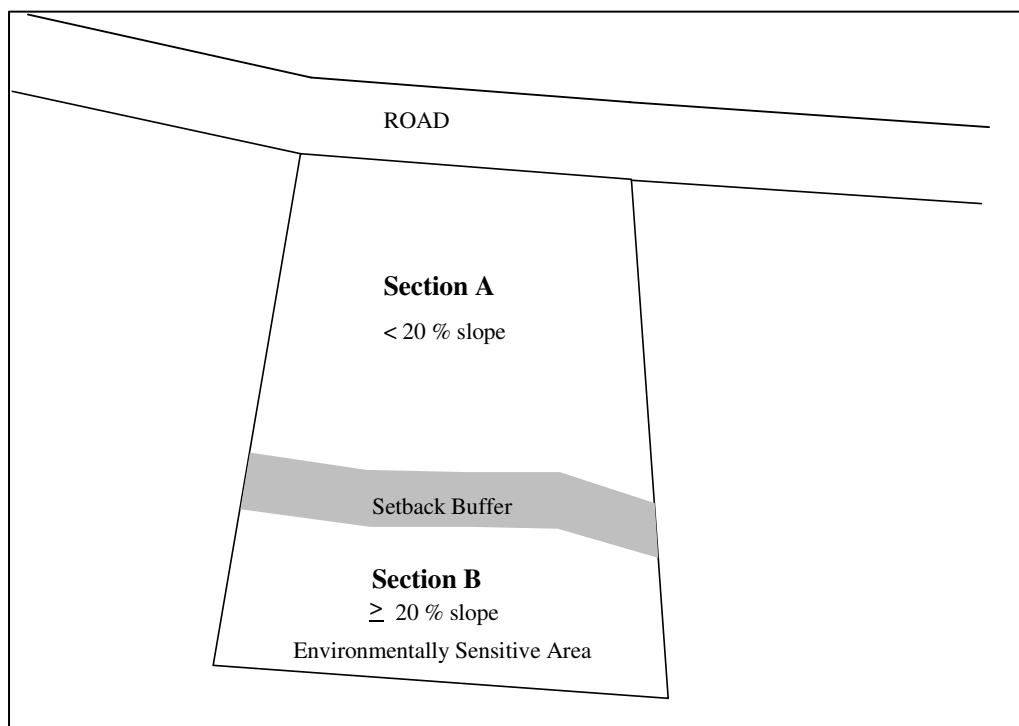 ROAD
Section A
< 20 % slope
Setback Buffer
Section B
≥ 20 % slope
Environmentally Sensitive Area